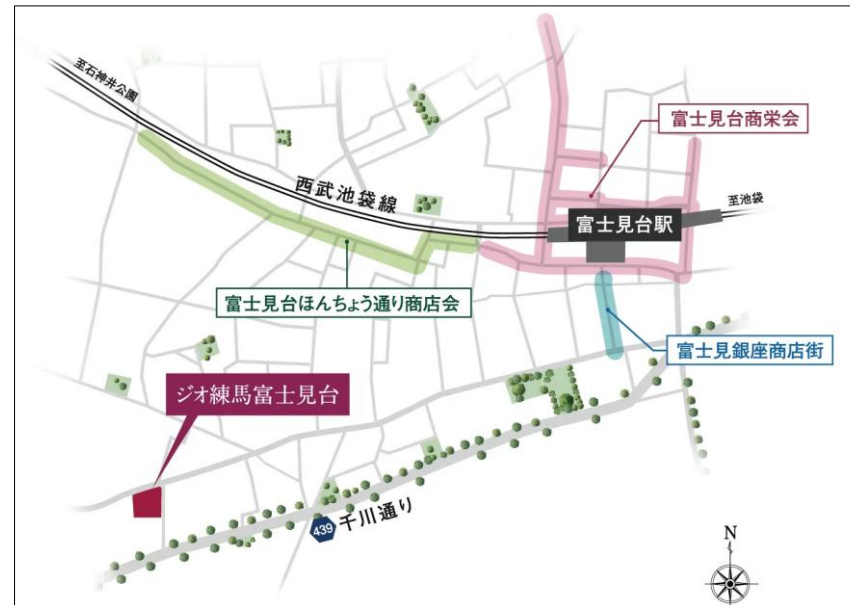 至石神井公園
富士見台商栄会
西武池袋線
至池袋
富士見台駅
富士見台ほんちょう通り商店会
富士見銀座商店街
ジオ練馬富士見台
439
千川通り
N